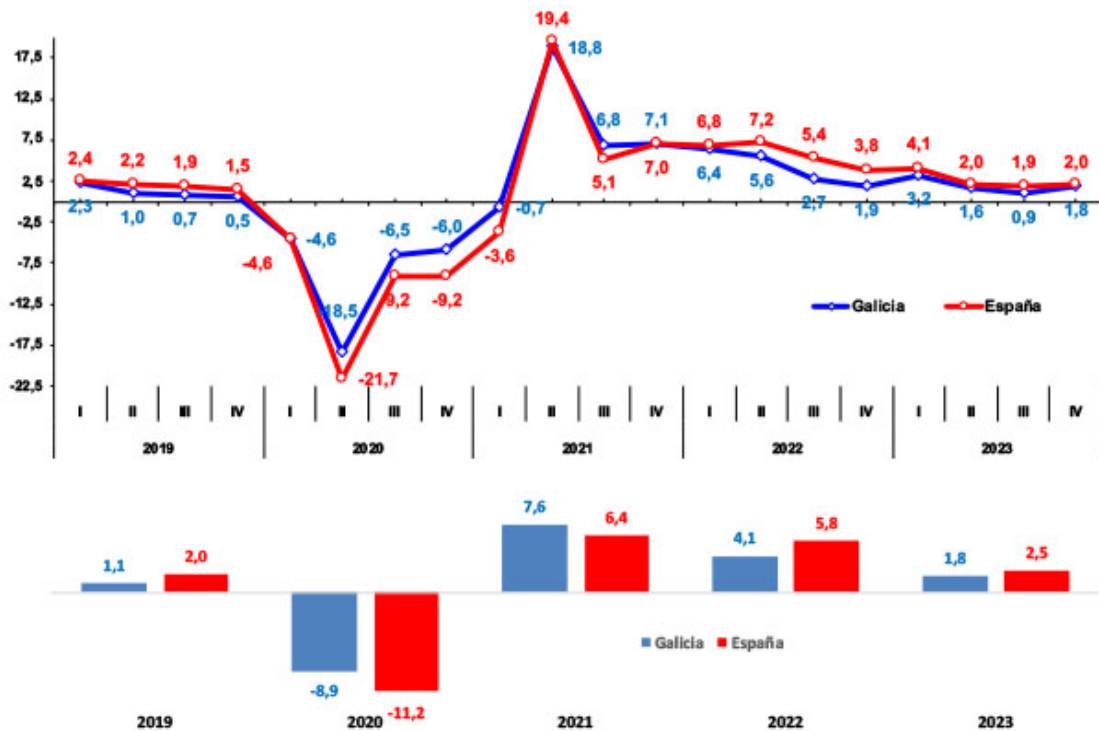 19,4
18,8
17,5
12,5
7,5
2,5
-2,5
-7,5
-12,5
-17,5
-22,5
2,4 2,2 1,9 1,5
2,3 1,0 0,7 0,5
-4,6 -4,6
18,5
-21,7
-6,5 -6,0
-9,2 -9,2
-0,7
-3,6
6,8 7,1 6,8 7,2 5,4 3,8 4,1 2,0 1,9 2,0
5,1 7,0 6,4 5,6 2,7 1,9 3,2 1,6 0,9 1,8
Galicia España
I II III IV I II III IV I II III IV I II III IV I II III IV
2019 2020 2021 2022 2023
1,1 2,0 7,6 6,4 4,1 5,8 1,8 2,5
Galicia España
-8,9 -11,2
2019 2020 2021 2022 2023